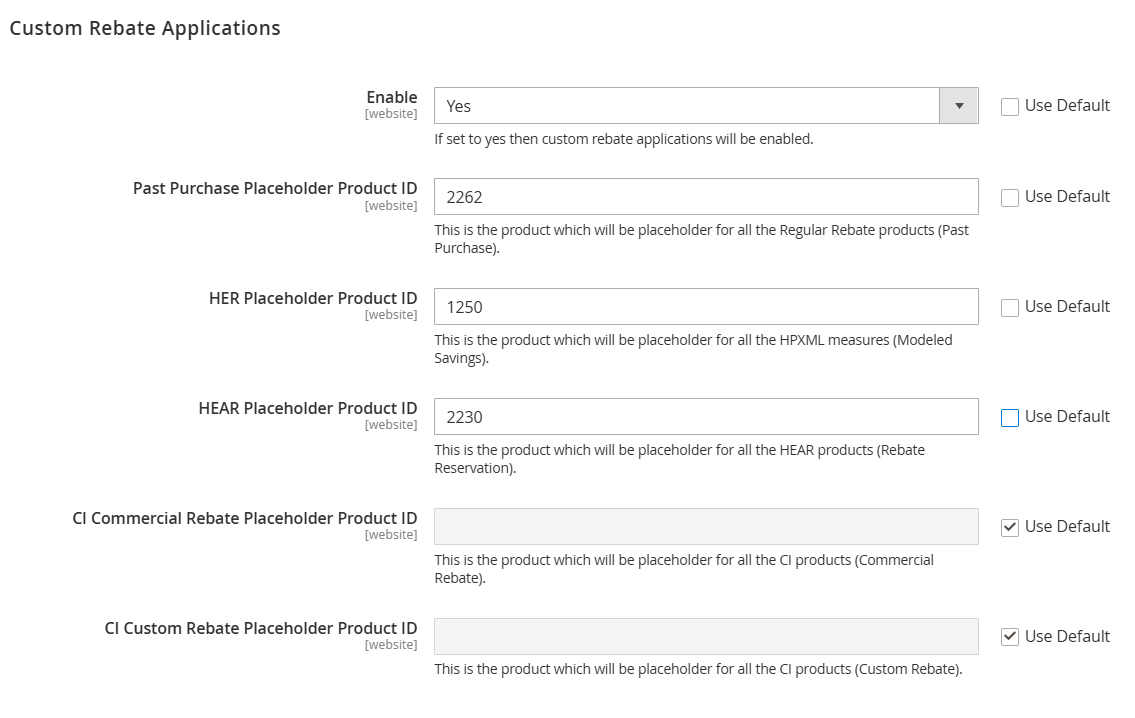 Custom Rebate Applications
Enable
[website]
Yes
Use Default
If set to yes then custom rebate applications will be enabled.
Past Purchase Placeholder Product ID
[website]
2262
Use Default
This is the product which will be placeholder for all the Regular Rebate products (Past
Purchase).
HER Placeholder Product ID
[website]
1250
Use Default
This is the product which will be placeholder for all the HPXML measures (Modeled
Savings).
HEAR Placeholder Product ID
[website]
2230
Use Default
This is the product which will be placeholder for all the HEAR products (Rebate
Reservation).
CI Commercial Rebate Placeholder Product ID
[website]
Use Default
This is the product which will be placeholder for all the CI products (Commercial
Rebate).
CI Custom Rebate Placeholder Product ID
[website]
Use Default
This is the product which will be placeholder for all the CI products (Custom Rebate).